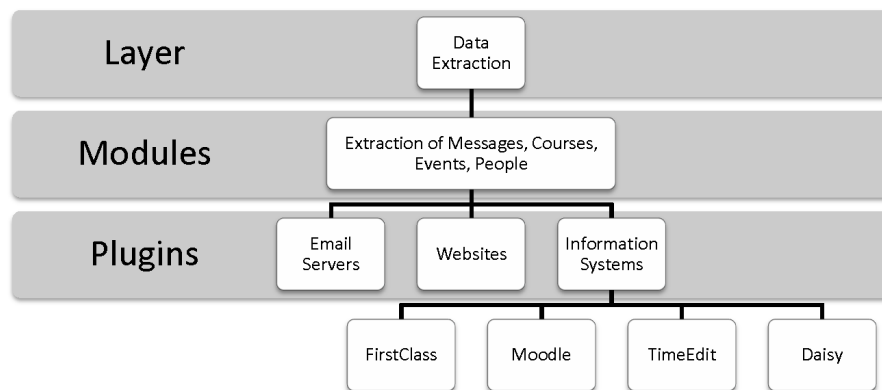 Layer
Data
Extraction
Modules
Extraction of Messages, Courses,
Events, People
Plugins
Email
Servers
Websites
Information
Systems
FirstClass
Moodle
TimeEdit
Daisy